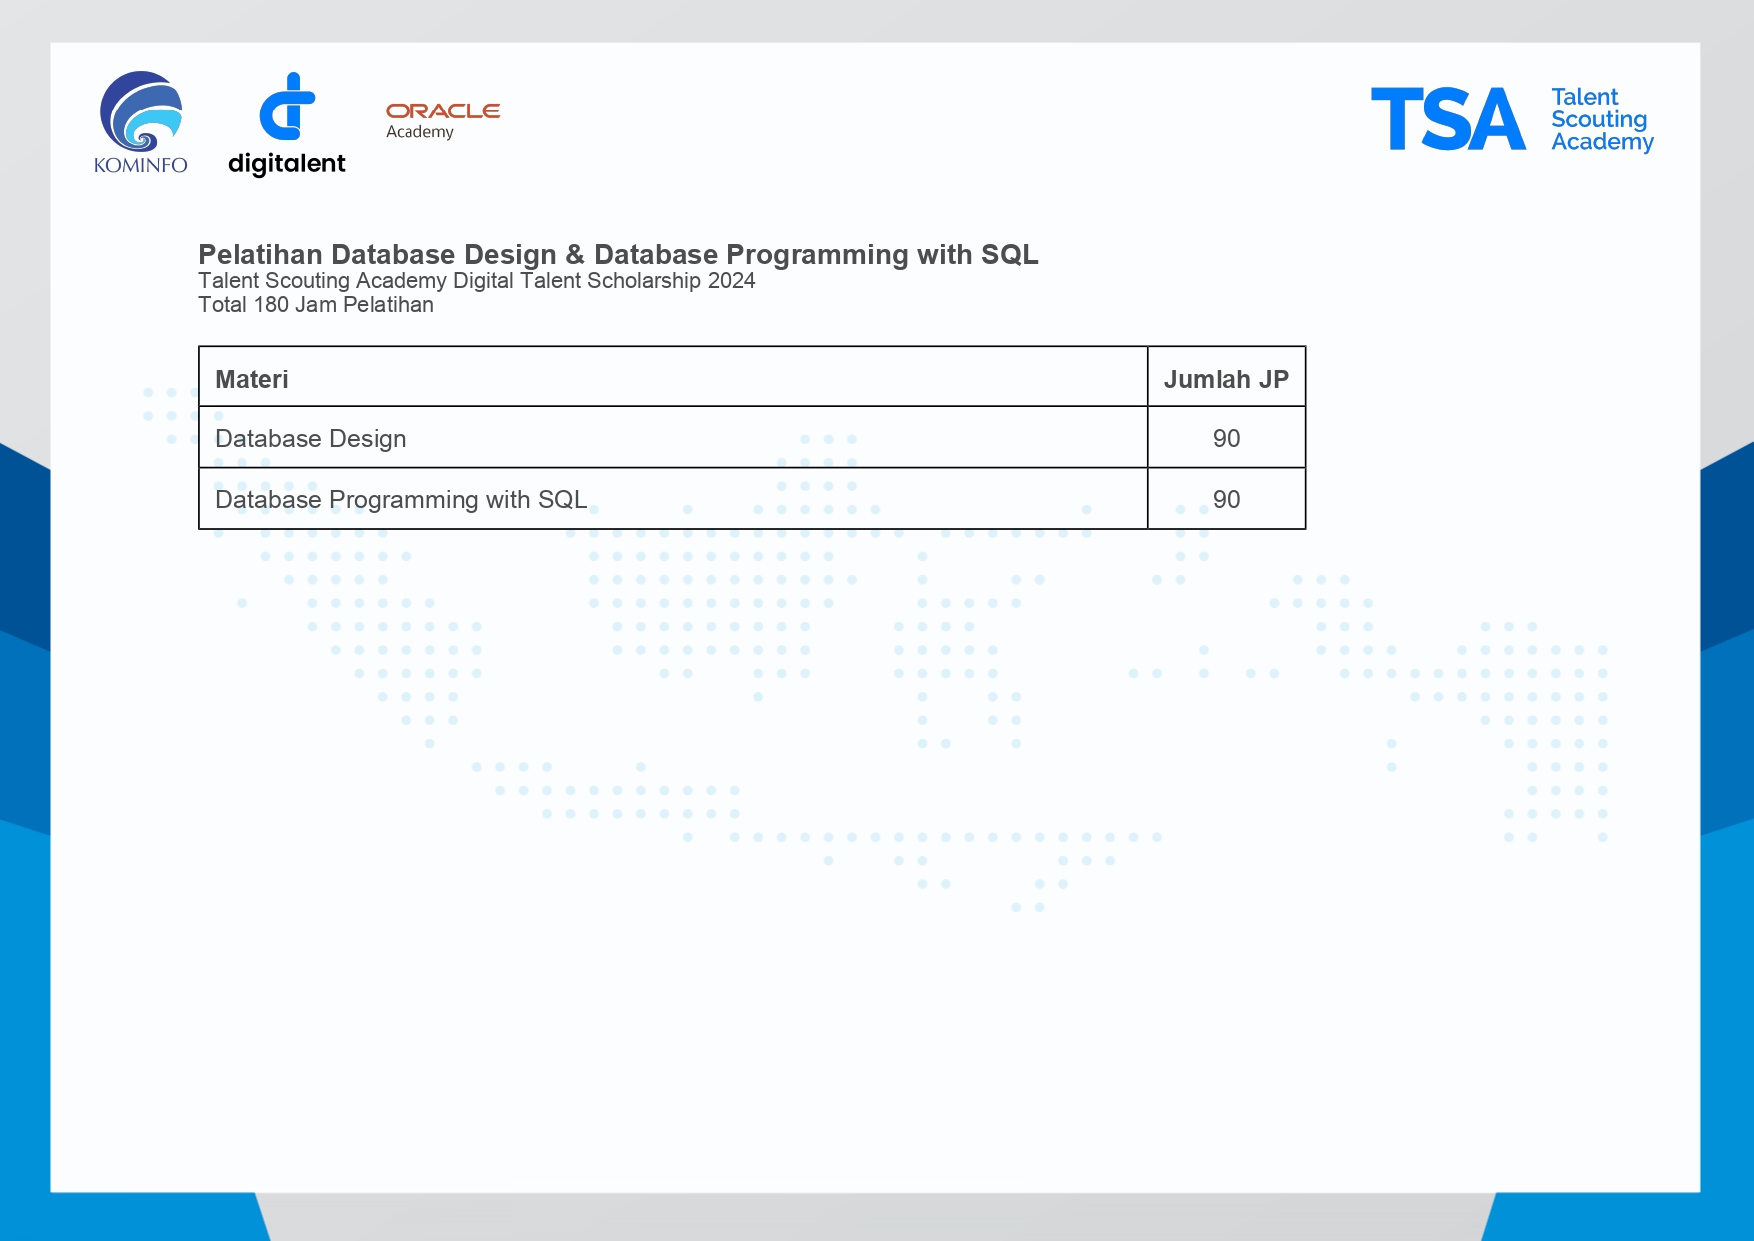 KOMINFO
digitalent
ORACLE
Academy
TSA
Talent
Scouting
Academy
Pelatihan Database Design & Database Programming with SQL
Talent Scouting Academy Digital Talent Scholarship 2024
Total 180 Jam Pelatihan
Materi Jumlah JP
Database Design 90
Database Programming with SQL 90